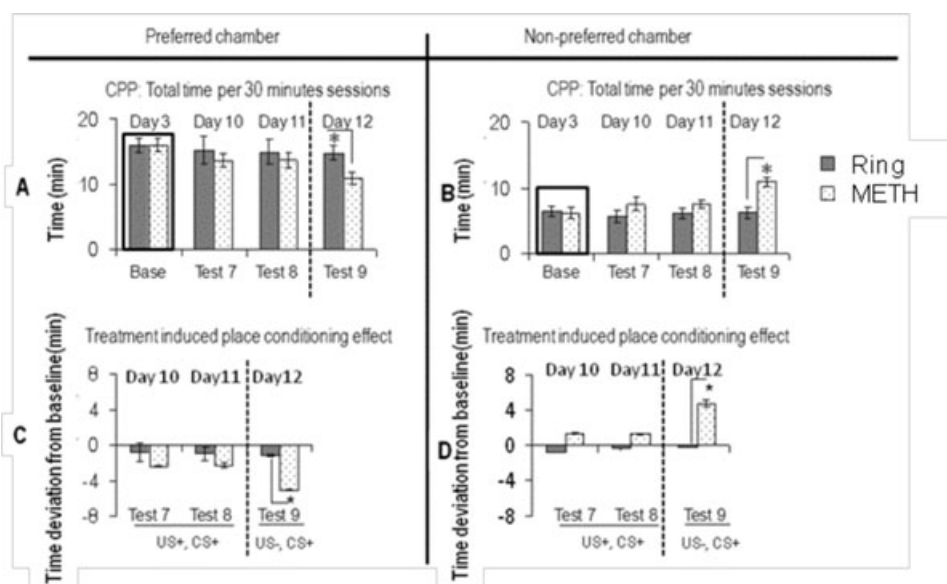 Preferred chamber
Non-preferred chamber
CPP: Total time per 30 minutes sessions
CPP: Total time per 30 minutes sessions
A
Time (min)
20
10
0
Day 3
Day 10
Day 11
Day 12
*
Base
Test 7
Test 8
Test 9
B
Time (min)
20
10
0
Day 3
Day 10
Day 11
Day 12
*
Base
Test 7
Test 8
Test 9
Ring
METH
Treatment induced place conditioning effect
Treatment induced place conditioning effect
C
Time deviation from baseline(min)
8
4
0
-4
-8
Day 10
Day11
Day12
*
Test 7
Test 8
Test 9
US+, CS+
US-, CS+
D
Time deviation from baseline(min)
8
4
0
-4
-8
Day 10
Day11
Day12
*
Test 7
Test 8
Test 9
US+, CS+
US-, CS+